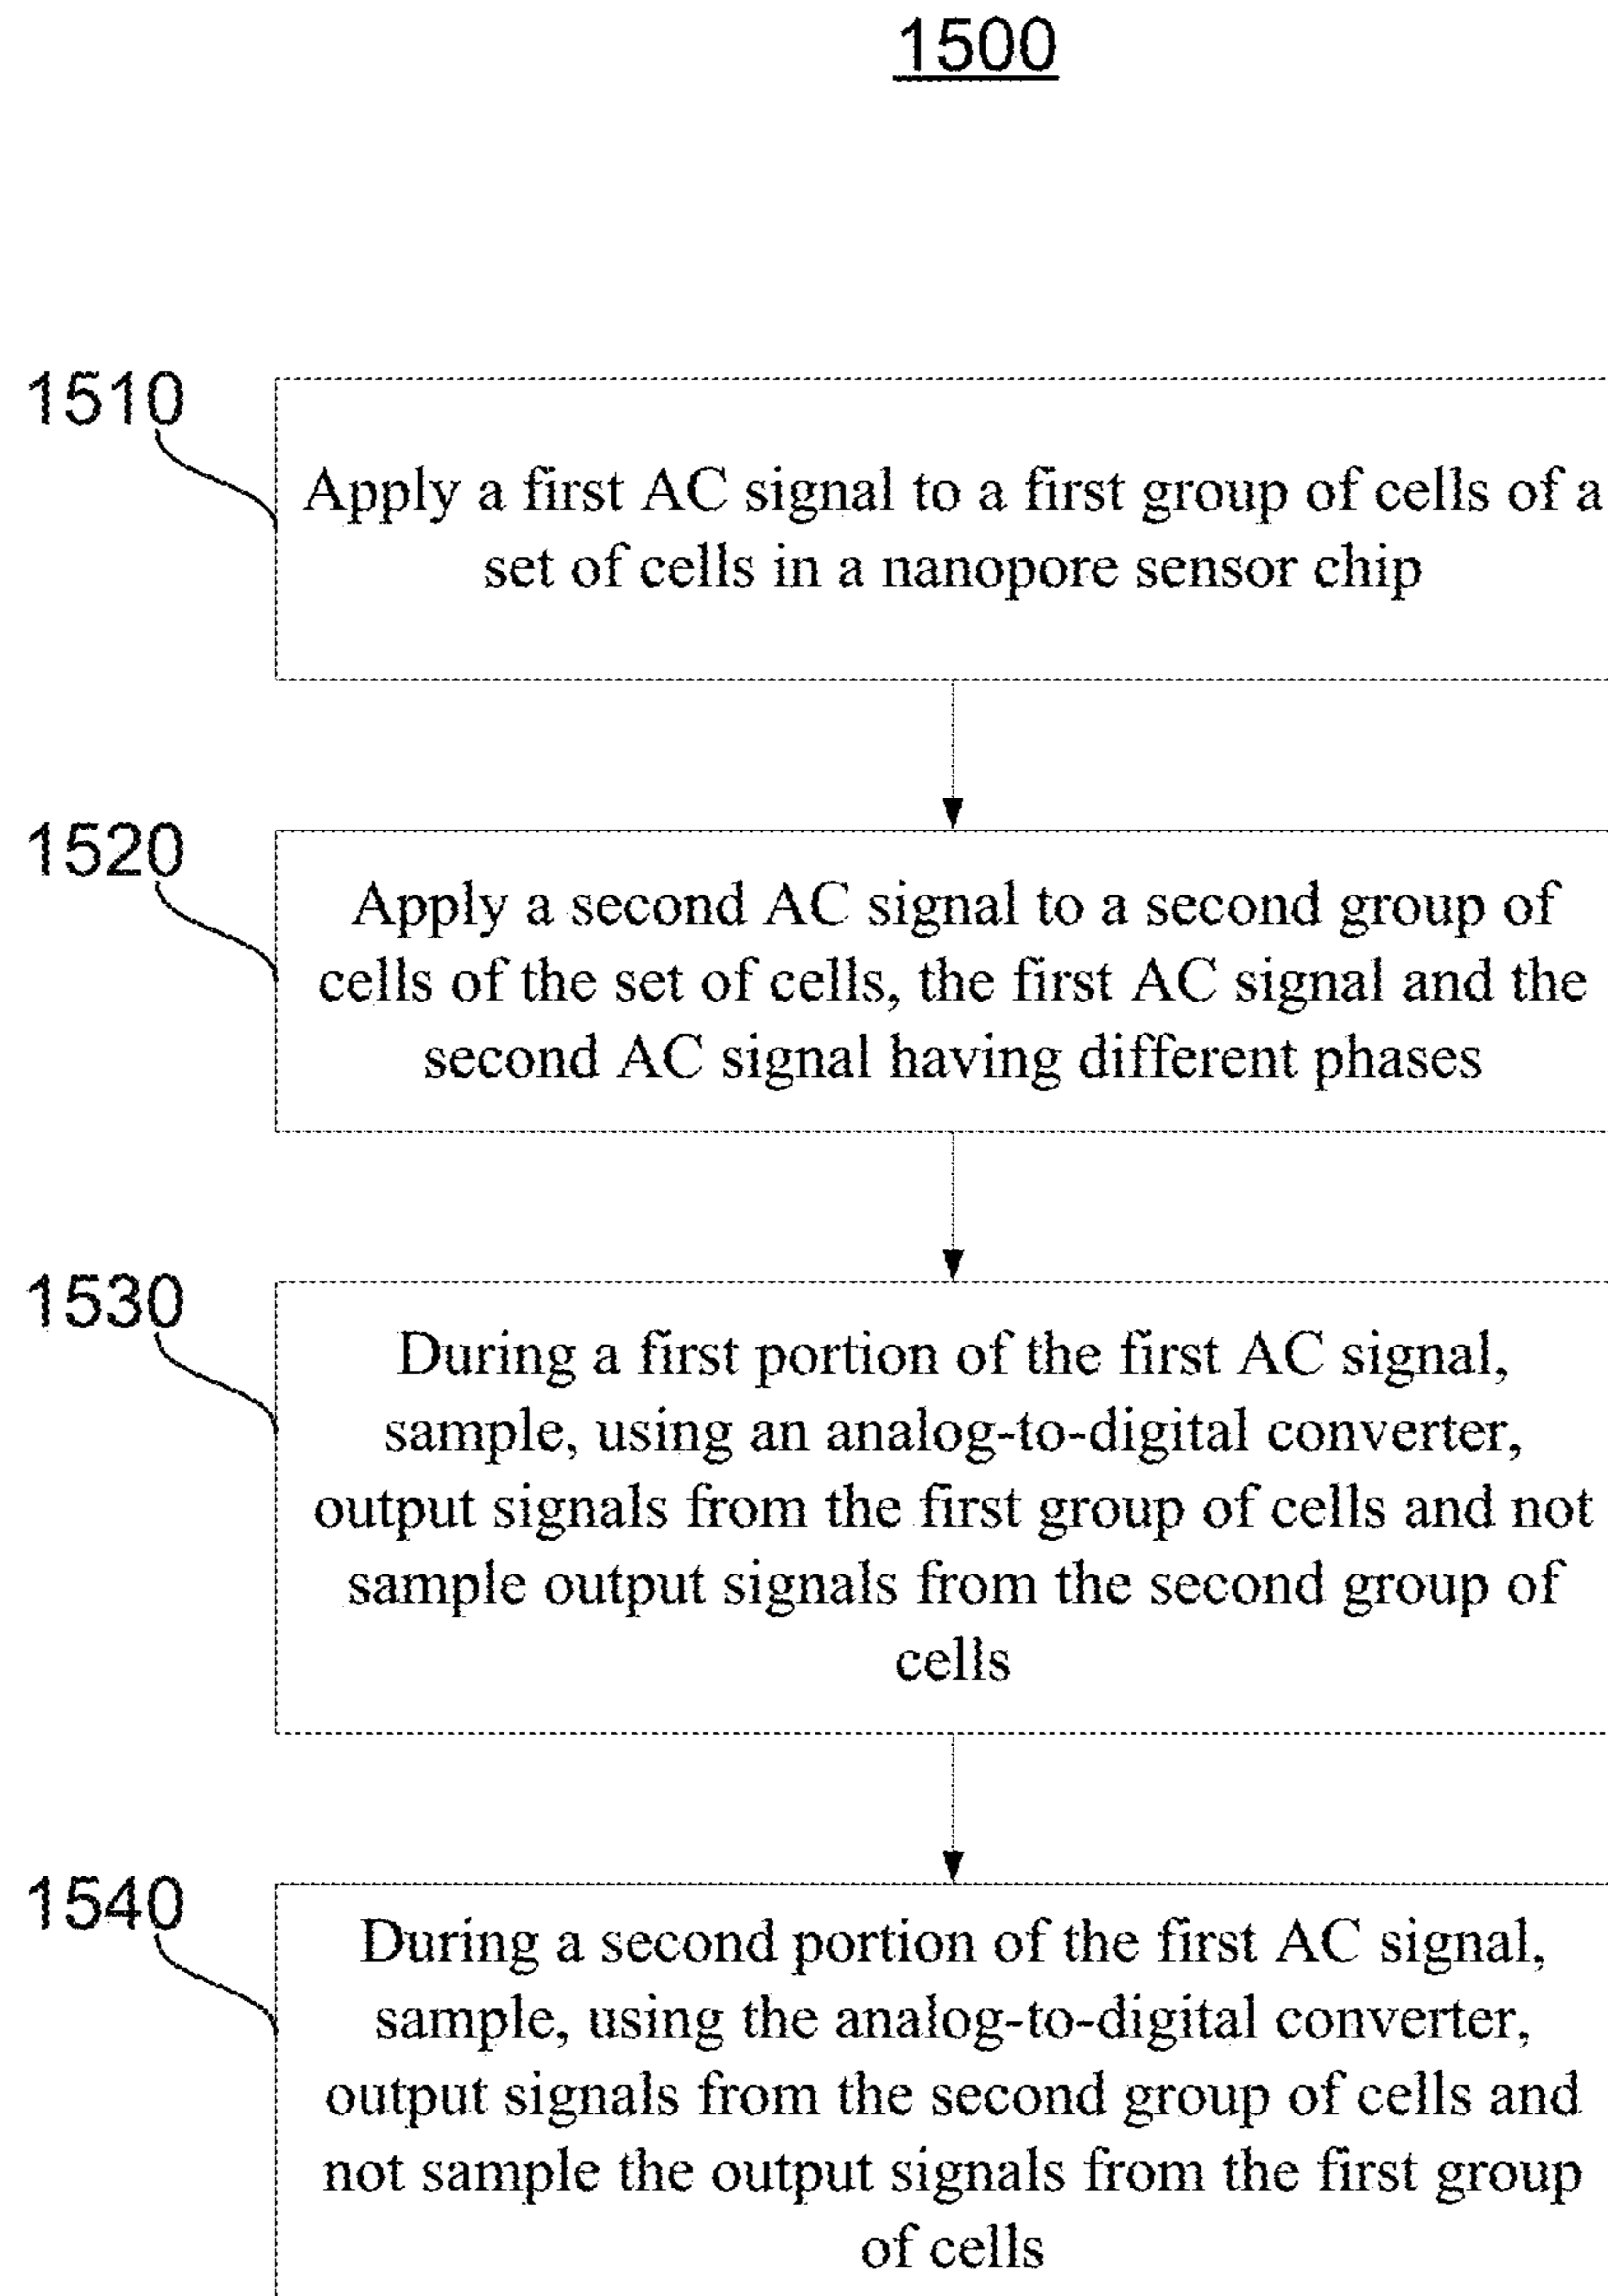 1500
1510
Apply a first AC signal to a first group of cells of a
set of cells in a nanopore sensor chip
1520
Apply a second AC signal to a second group of
cells of the set of cells, the first AC signal and the
second AC signal having different phases
1530
During a first portion of the first AC signal,
sample, using an analog-to-digital converter,
output signals from the first group of cells and not
sample output signals from the second group of
cells
1540
During a second portion of the first AC signal,
sample, using the analog-to-digital converter,
output signals from the second group of cells and
not sample the output signals from the first group
of cells